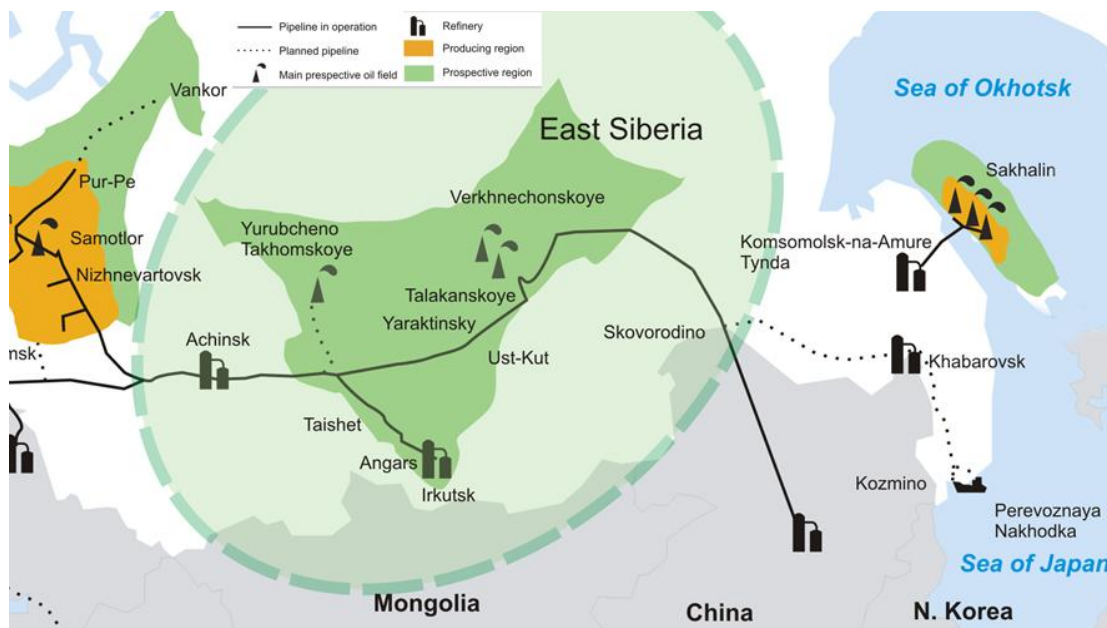 Pipeline in operation
Planned pipeline
Main prespective oil field
Refinery
Producing region
Prospective region
Vankor
Sea of Okhotsk
East Siberia
Sakhalin
Pur-Pe
Verkhnechonskoye
Yurubcheno
Takhomskoye
Samotlor
Komsomolsk-na-Amure
Tynda
Nizhnevartovsk
Talakanskoye
Yaraktinsky
Skovorodino
Achinsk
msk
Ust-Kut
Khabarovsk
Taishet
Angars
Irkutsk
Kozmino
Perevoznaya
Nakhodka
Sea of Japan
Mongolia
China
N. Korea